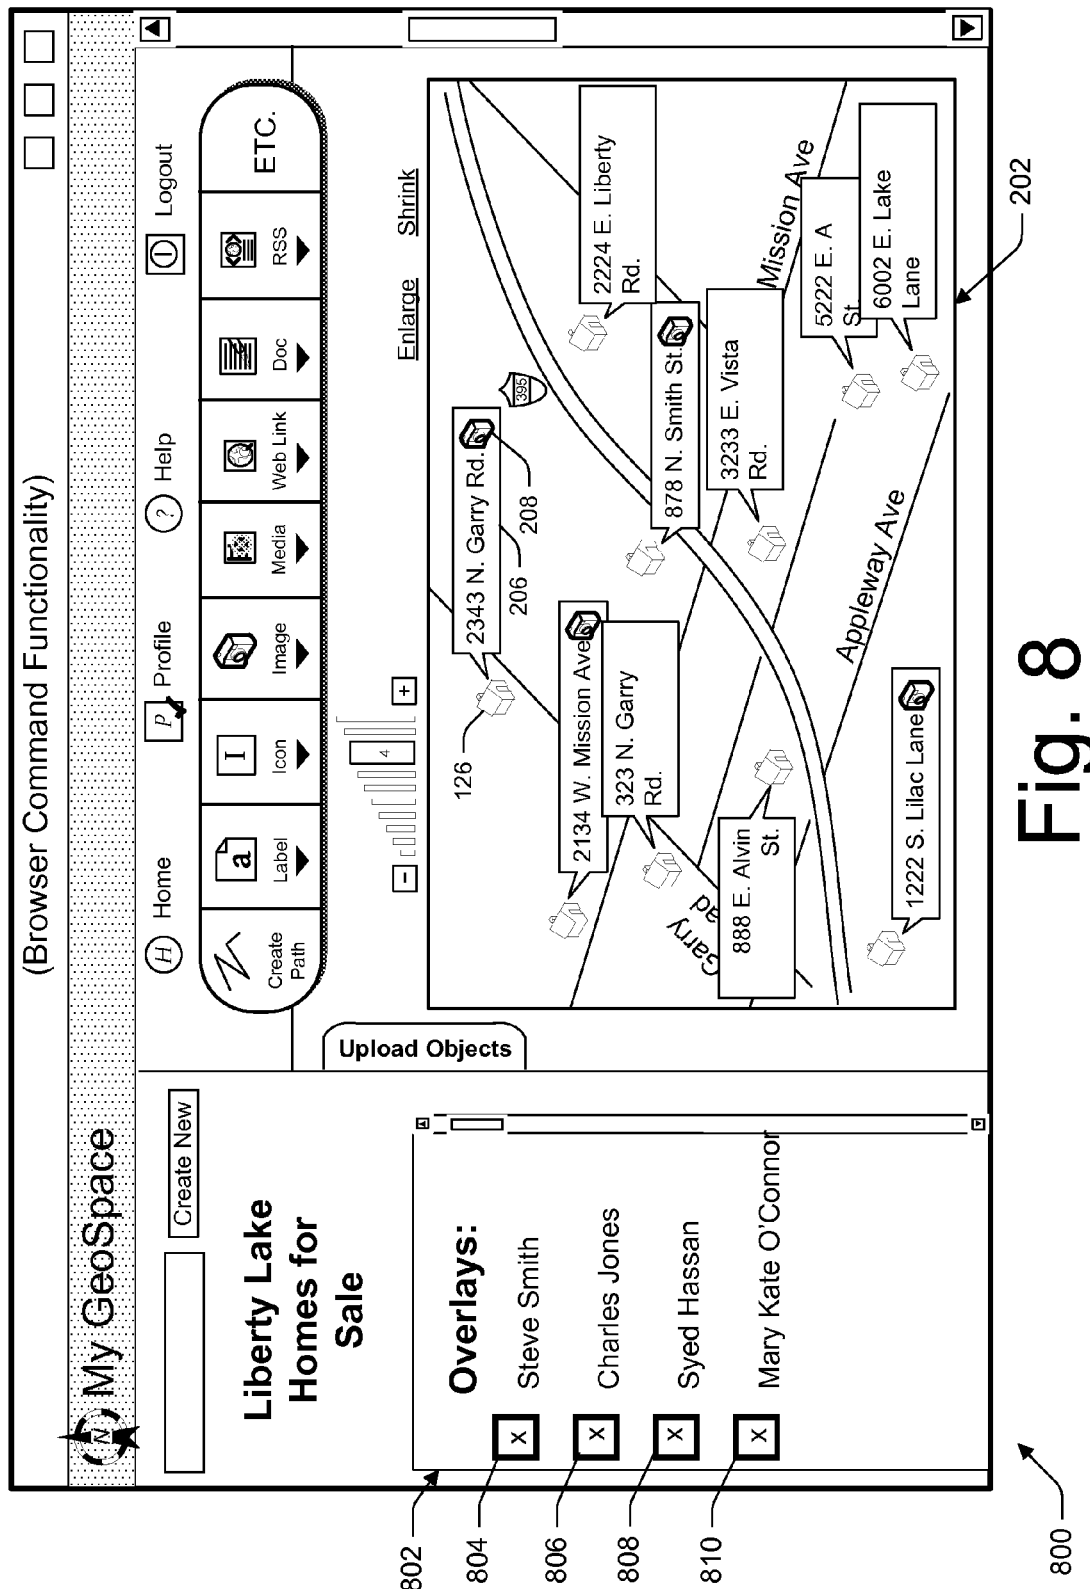 (Browser Command Functionality)
My GeoSpace
N
Create New
H Home
P Profile
? Help
Logout
Liberty Lake
Homes for
Sale
Create
Path
a
Label
I
Icon
Image
Media
Web Link
Doc
RSS
ETC.
Upload Objects
4
Enlarge
Shrink
Overlays:
X Steve Smith
X Charles Jones
X Syed Hassan
X Mary Kate O'Connor
126
2343 N. Garry Rd.
206
208
395
2134 W. Mission Ave
323 N. Garry
Rd.
878 N. Smith St.
2224 E. Liberty
Rd.
3233 E. Vista
Rd.
Mission Ave
5222 E. A
St.
6002 E. Lake
Lane
Garry
ad
888 E. Alvin
St.
Appleway Ave
1222 S. Lilac Lane
802
804
806
808
810
800
202
Fig. 8